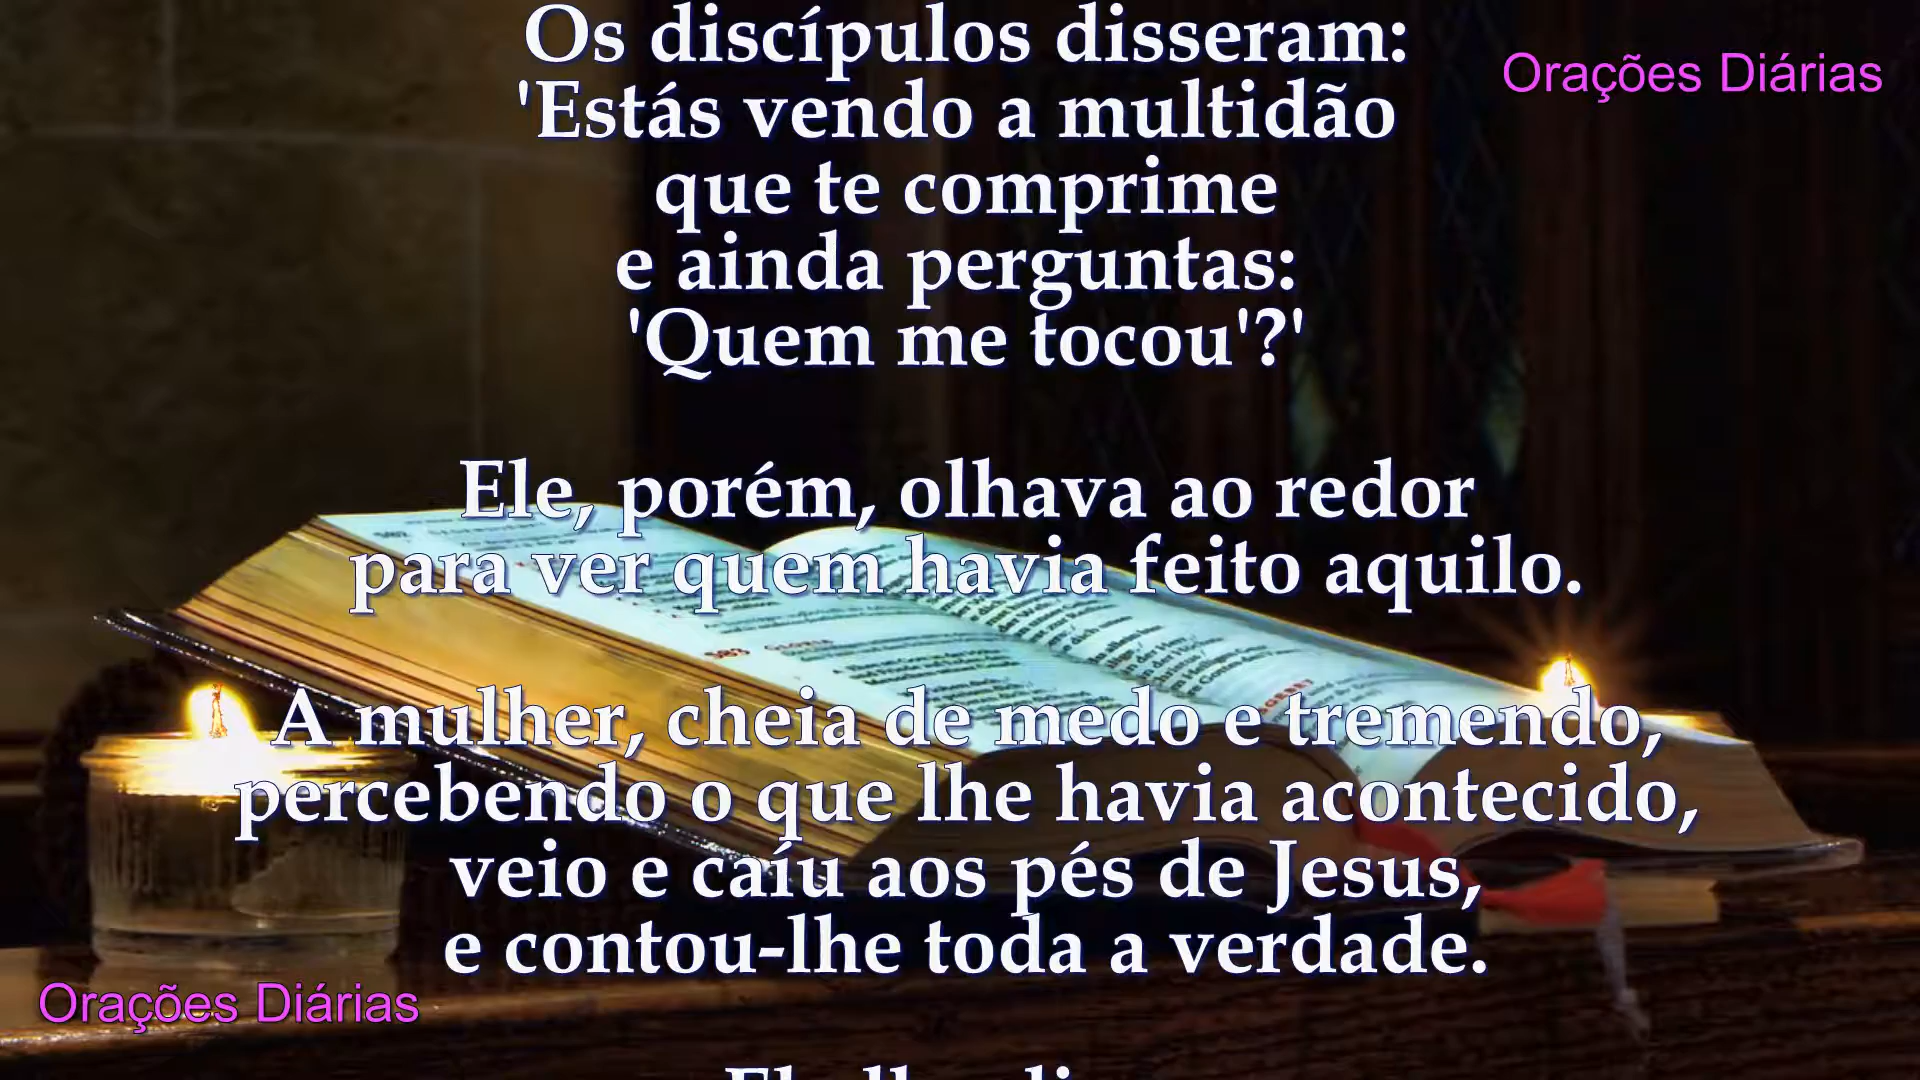 Os discípulos disseram:
Orações Diárias
'Estás vendo a multidão
que te comprime
e ainda perguntas:
'Quem me tocou'?'
Ele, porém, olhava ao redor
para ver quem havia feito aquilo.
A mulher, cheia de medo e tremendo,
percebendo o que lhe havia acontecido,
veio e caíu aos pés de Jesus,
e contou-lhe toda a verdade.
Orações Diárias